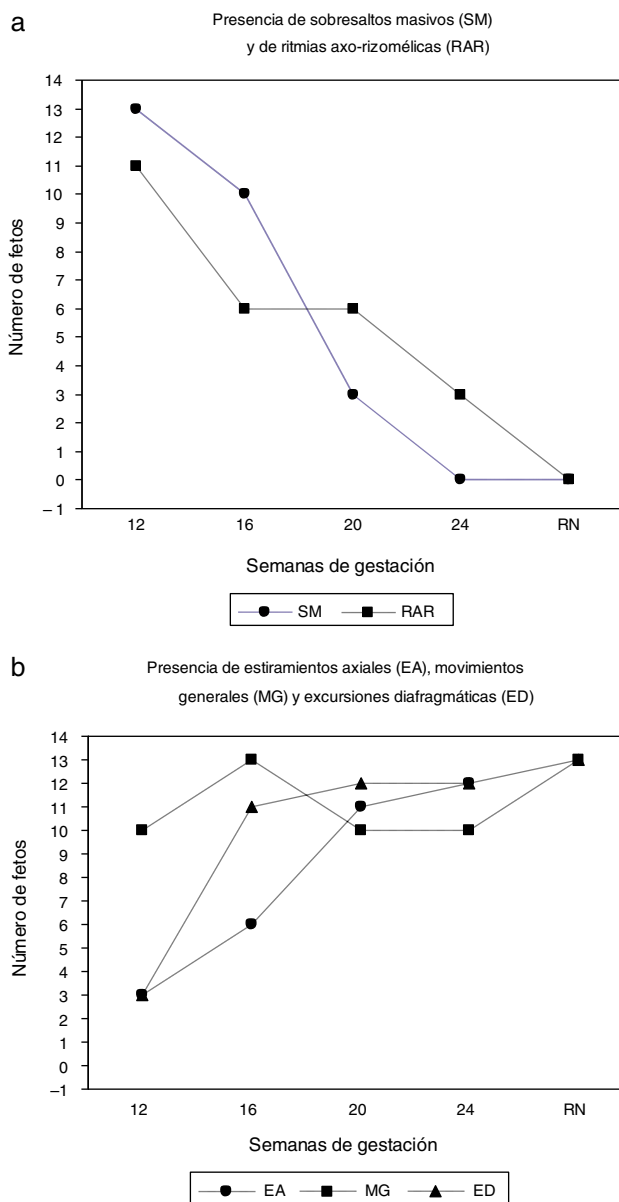 a
Presencia de sobresaltos masivos (SM)
y de ritmias axo-rizomélicas (RAR)
14
13
12
11
10
9
8
7
6
5
4
3
2
1
0
–1
Número de fetos
12 16 20 24 RN
Semanas de gestación
SM RAR
b
Presencia de estiramientos axiales (EA), movimientos
generales (MG) y excursiones diafragmáticas (ED)
14
13
12
11
10
9
8
7
6
5
4
3
2
1
0
–1
Número de fetos
12 16 20 24 RN
Semanas de gestación
EA MG ED